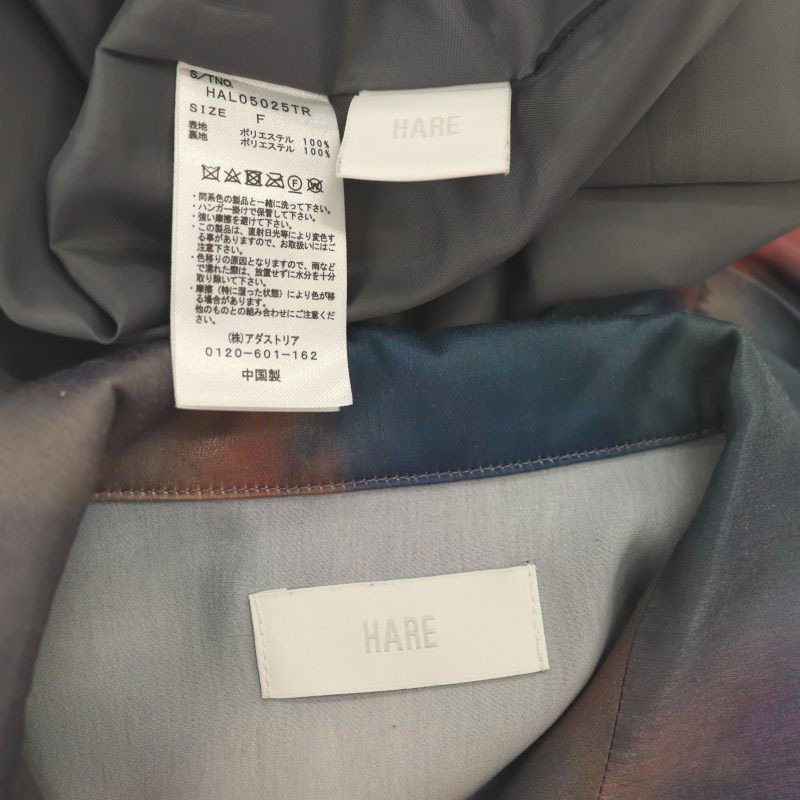 S/TNO.
HAL05025TR
SIZE F
表地 ポリエステル 100%
裏地 ポリエステル 100%
F
W
・同系色の製品と一緒に洗って下さい。
・ハンガー掛けで保管して下さい。
・強い摩擦を避けて下さい。
・この製品は、直射日光等により変色す
る事がありますので、お取扱いにはご
注意下さい。
・色移りの原因となりますので、雨など
で濡れた際は、放置せずに水分を十分
取り除いて下さい。
・摩擦（特に湿った状態）により色が移
る場合があります。
他のものとの組み合わせにご注意くだ
さい。
(株)アダストリア
0120-601-162
中国製
HARE
HARE